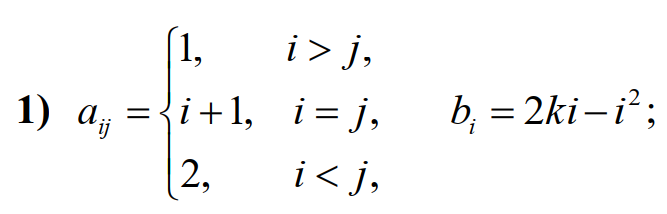 1,    i > j,
1) a_ij = { i + 1,    i = j,    b_i = 2ki − i²;
2,    i < j,